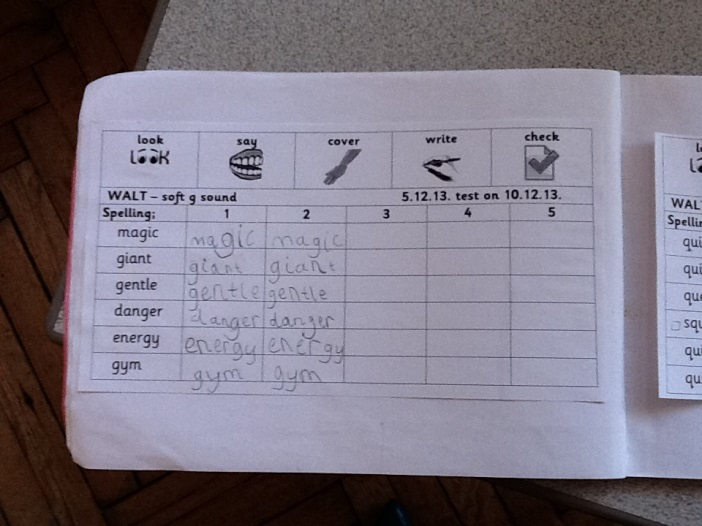 look say cover write check
LOOK
WALT – soft g sound 5.12.13. test on 10.12.13.
Spelling; 1 2 3 4 5
magic magic magic
giant giant giant
gentle gentle gentle
danger danger danger
energy energy energy
gym gym gym
WAL
Spellin
qui
qui
que
squ
qui
qu